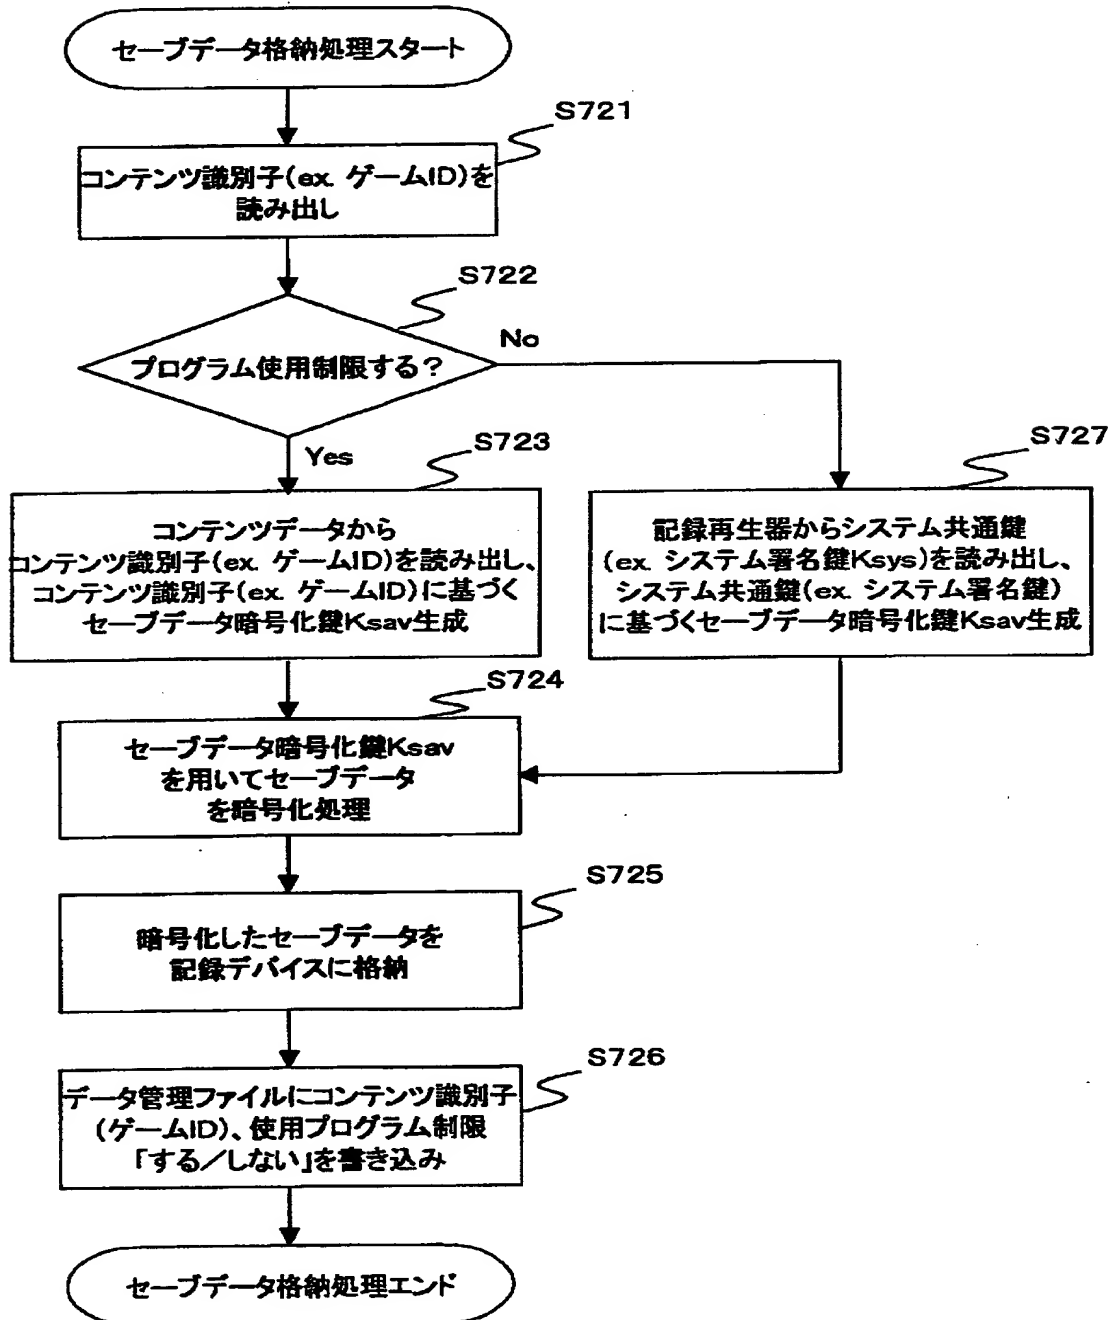 セーブデータ格納処理スタート
S721
コンテンツ識別子(ex. ゲームID)を
読み出し
S722
プログラム使用制限する?
No
Yes
S723
コンテンツデータから
コンテンツ識別子(ex. ゲームID)を読み出し、
コンテンツ識別子(ex. ゲームID)に基づく
セーブデータ暗号化鍵Ksav生成
S727
記録再生器からシステム共通鍵
(ex. システム署名鍵Ksys)を読み出し、
システム共通鍵(ex. システム署名鍵)
に基づくセーブデータ暗号化鍵Ksav生成
S724
セーブデータ暗号化鍵Ksav
を用いてセーブデータ
を暗号化処理
S725
暗号化したセーブデータを
記録デバイスに格納
S726
データ管理ファイルにコンテンツ識別子
(ゲームID)、使用プログラム制限
「する/しない」を書き込み
セーブデータ格納処理エンド